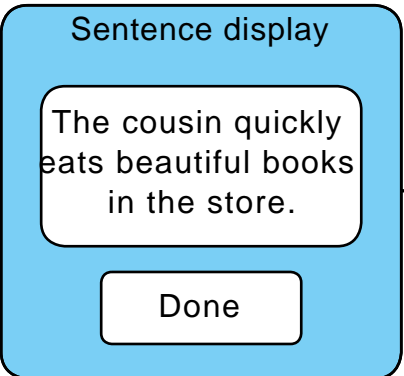 Sentence display
The cousin quickly
eats beautiful books
in the store.
Done